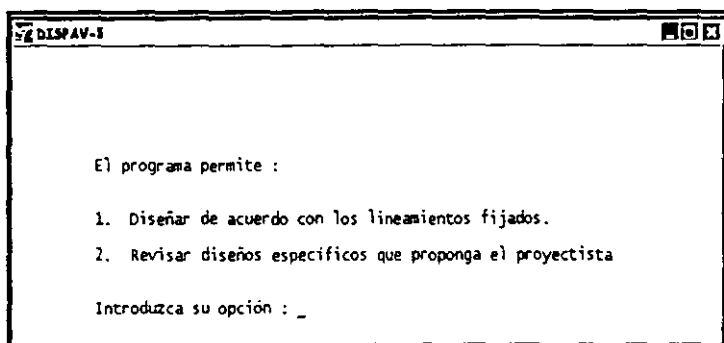 DISPAV-5
El programa permite :
1. Diseñar de acuerdo con los lineamientos fijados.
2. Revisar diseños específicos que proponga el proyectista
Introduzca su opción : _